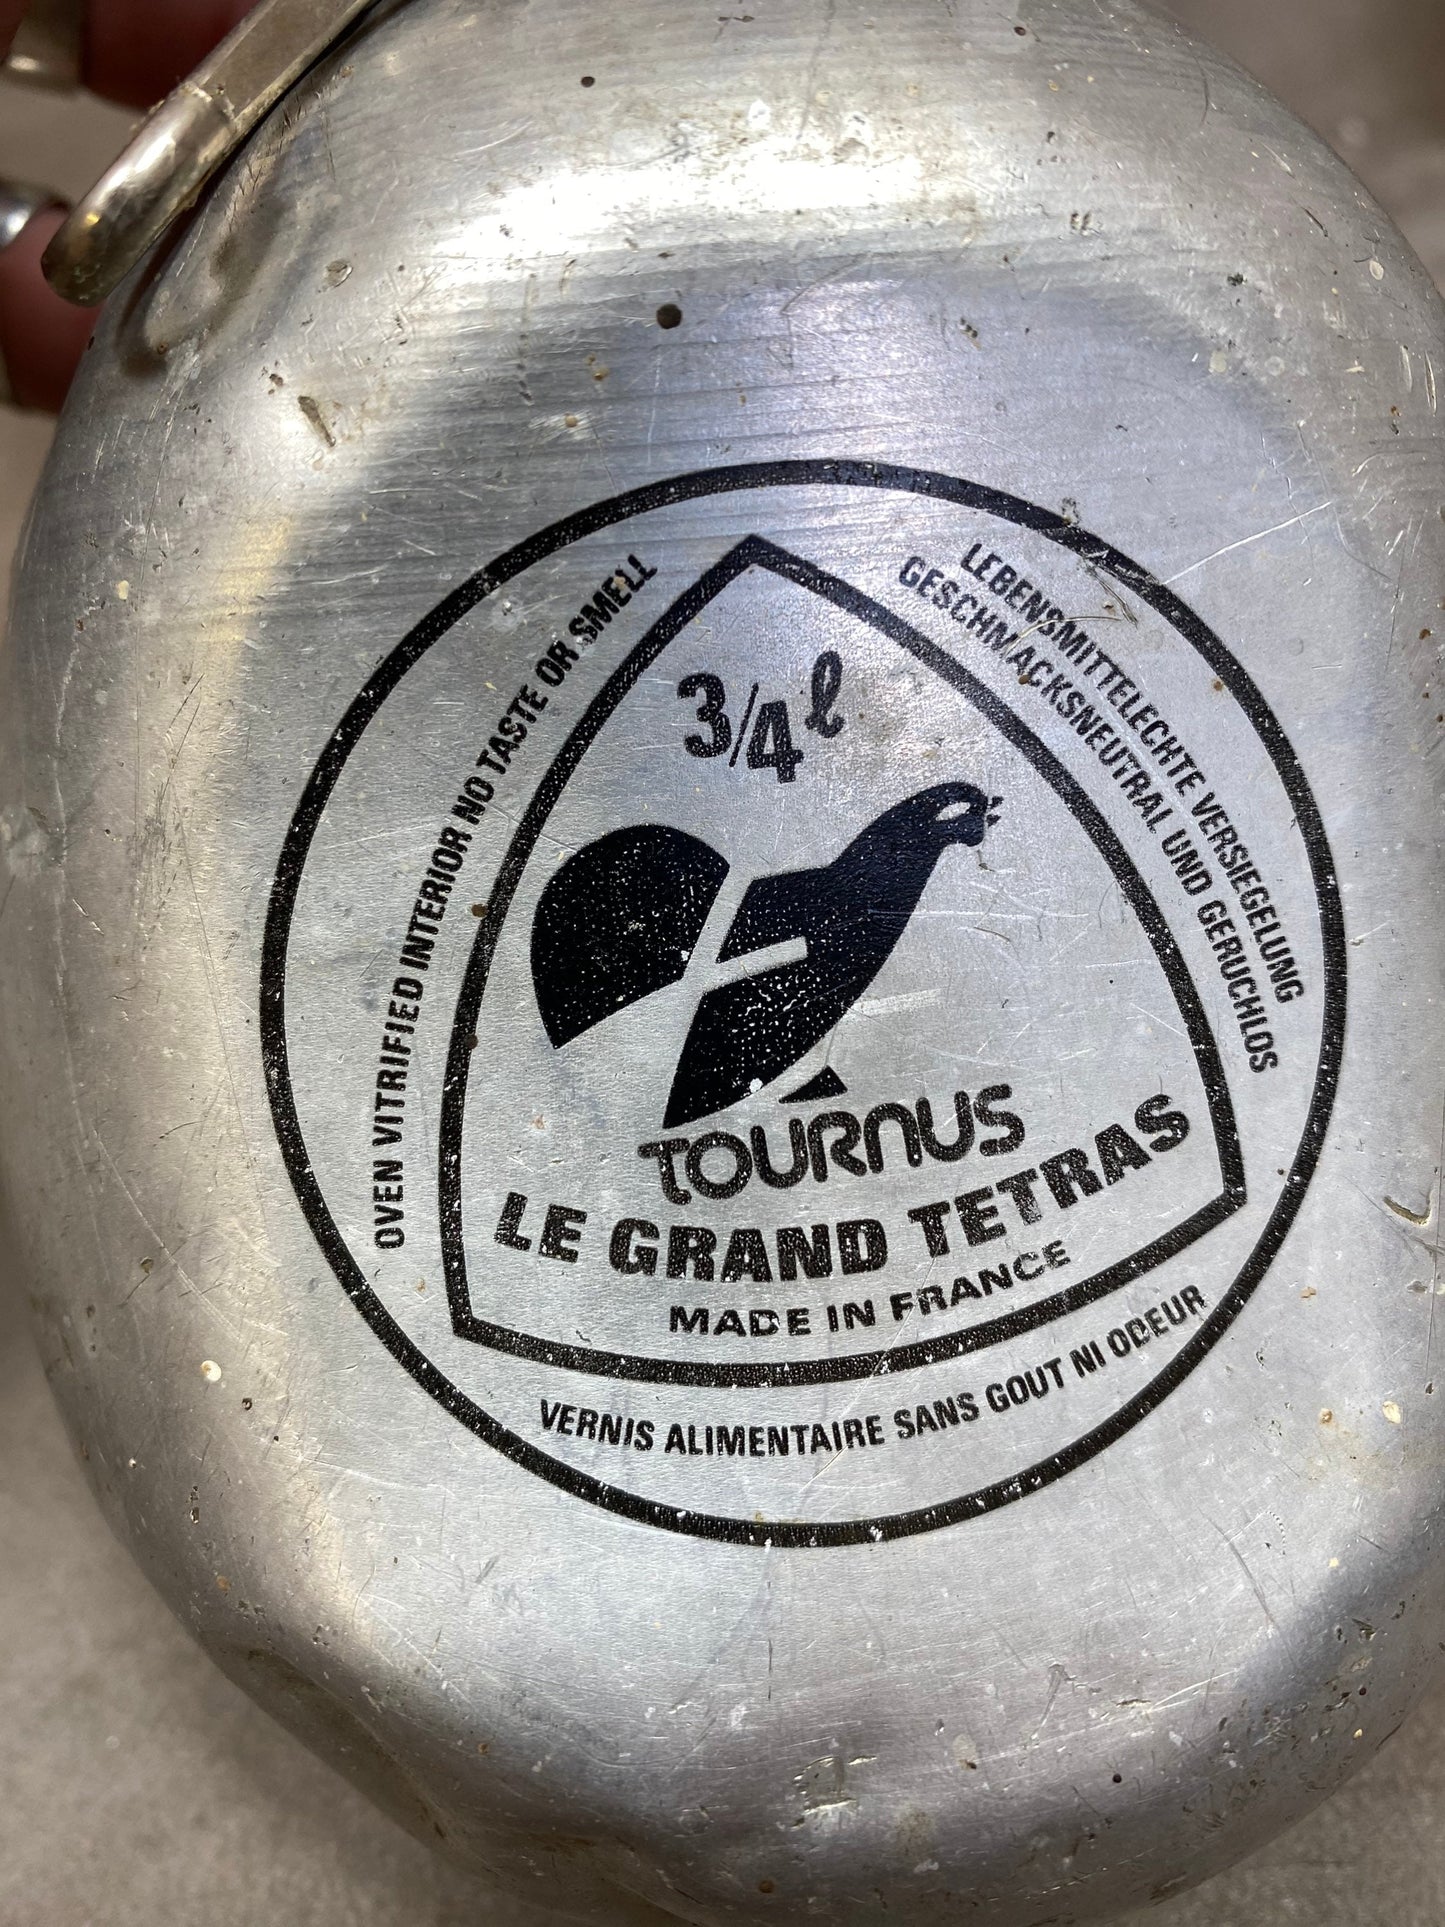 OVEN VITRIFIED INTERIOR NO TASTE OR SMELL
LEBENSMITTELECHTE VERSIEGELUNG
GESCHMACKSNEUTRAL UND GERUCHLOS
3/4 l
TOURNUS
LE GRAND TETRAS
MADE IN FRANCE
VERNIS ALIMENTAIRE SANS GOUT NI ODEUR